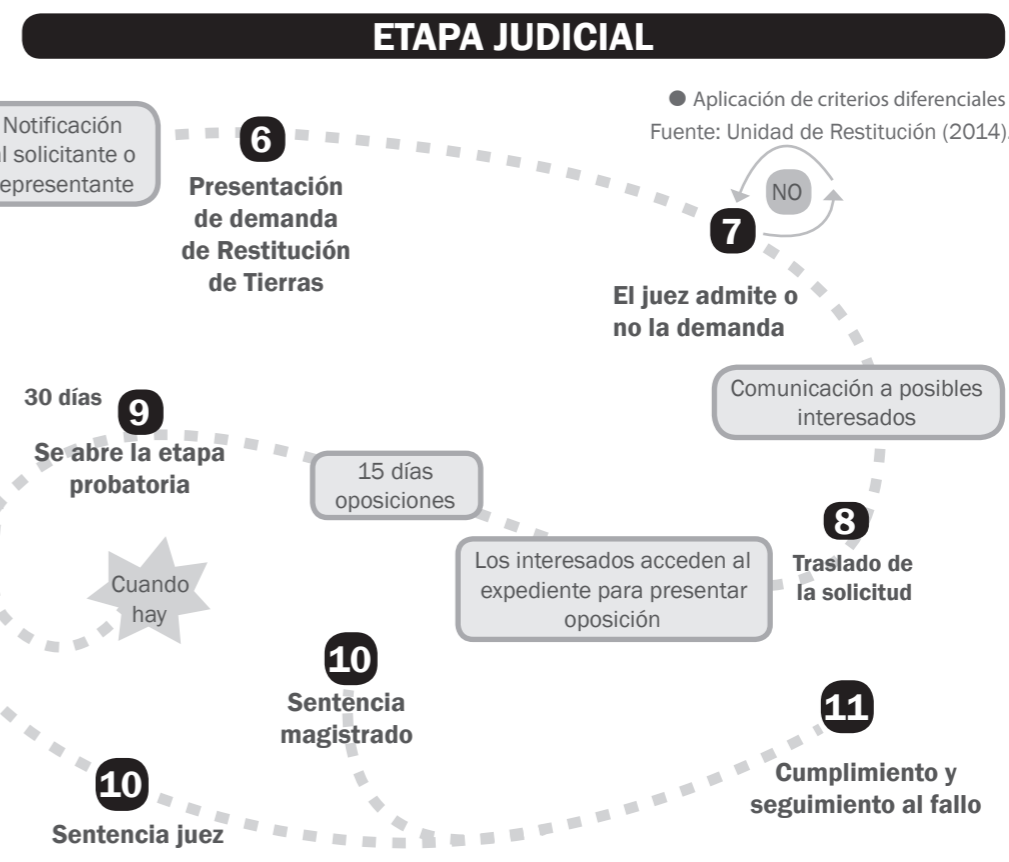 ETAPA JUDICIAL
Aplicación de criterios diferenciales
Fuente: Unidad de Restitución (2014).
Notificación
al solicitante o
representante
6
Presentación
de demanda
de Restitución
de Tierras
NO
7
El juez admite o
no la demanda
Comunicación a posibles
interesados
8
Traslado de
la solicitud
Los interesados acceden al
expediente para presentar
oposición
15 días
oposiciones
30 días
9
Se abre la etapa
probatoria
Cuando
hay
10
Sentencia
magistrado
10
Sentencia juez
11
Cumplimiento y
seguimiento al fallo